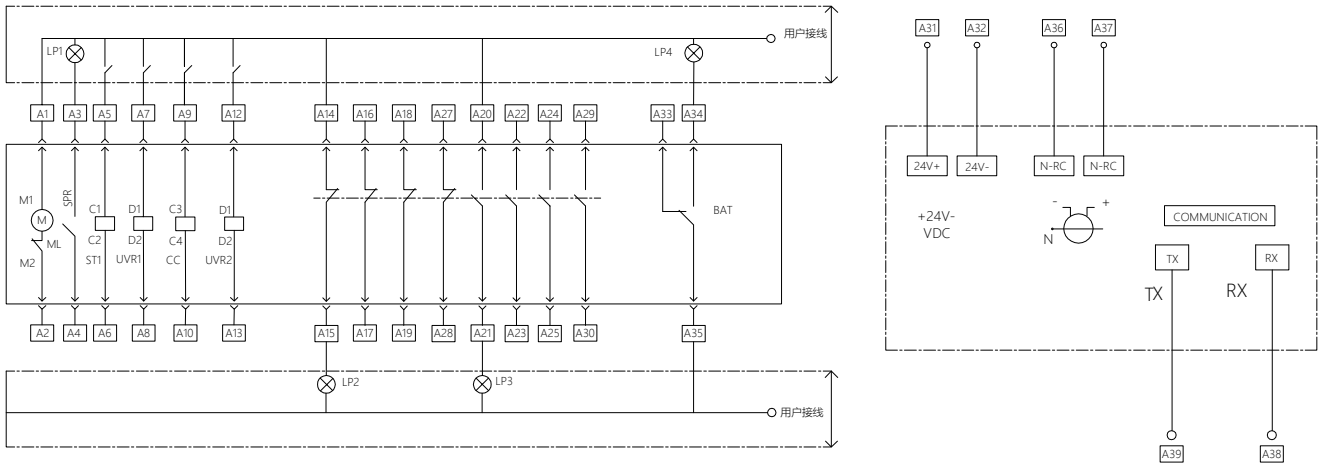 LP1
LP4
用户接线
A1 A3 A5 A7 A9 A12 A14 A16 A18 A27 A20 A22 A24 A29 A33 A34
M1
M
M2
ML
SPR
C1
C2
ST1
D1
D2
UVR1
C3
C4
CC
D1
D2
UVR2
BAT
A2 A4 A6 A8 A10 A13 A15 A17 A19 A28 A21 A23 A25 A30 A35
LP2
LP3
用户接线
A31 A32 A36 A37
24V+ 24V- N-RC N-RC
+24V-
VDC
- +
N
COMMUNICATION
TX RX
TX RX
A39 A38